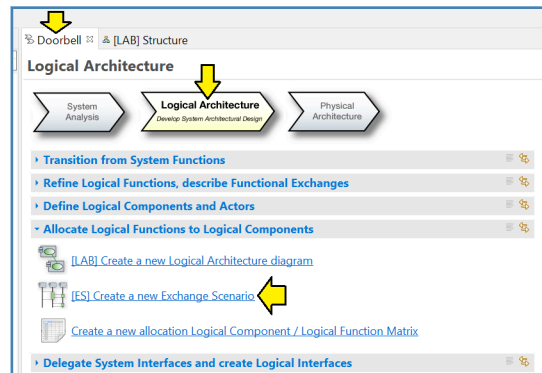 Doorbell
[LAB] Structure
Logical Architecture
System
Analysis
Logical Architecture
Develop System Architectural Design
Physical
Architecture
Transition from System Functions
Refine Logical Functions, describe Functional Exchanges
Define Logical Components and Actors
Allocate Logical Functions to Logical Components
[LAB] Create a new Logical Architecture diagram
[ES] Create a new Exchange Scenario
Create a new allocation Logical Component / Logical Function Matrix
Delegate System Interfaces and create Logical Interfaces